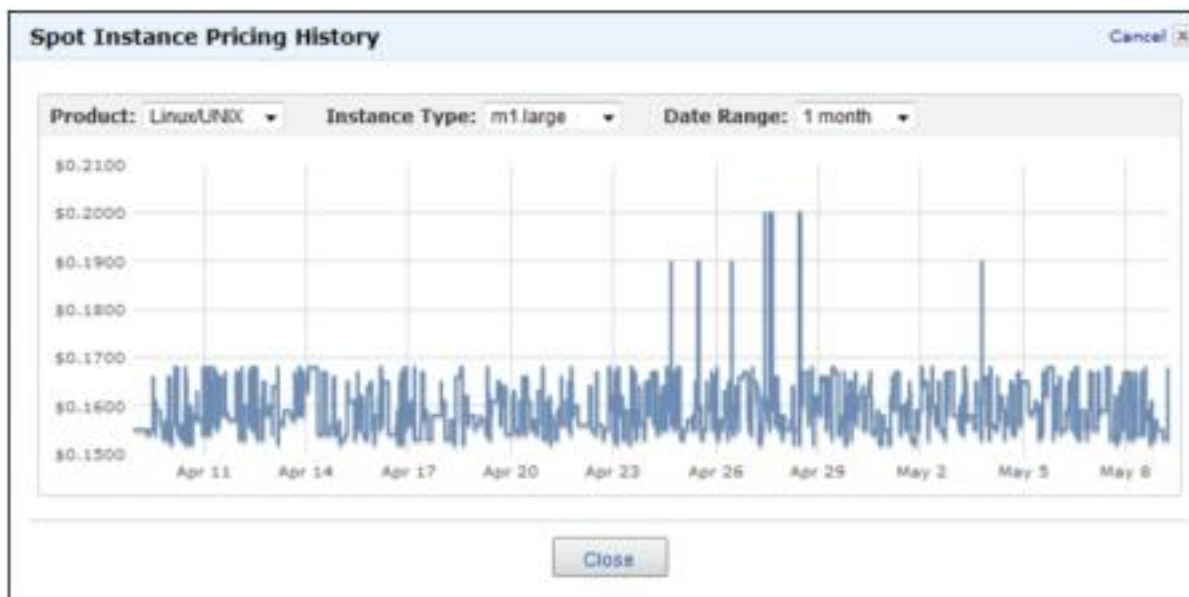 Spot Instance Pricing History
Cancel
Product: Linux/UNIX Instance Type: m1.large Date Range: 1 month
$0.2100
$0.2000
$0.1900
$0.1800
$0.1700
$0.1600
$0.1500
Apr 11 Apr 14 Apr 17 Apr 20 Apr 23 Apr 26 Apr 29 May 2 May 5 May 8
Close